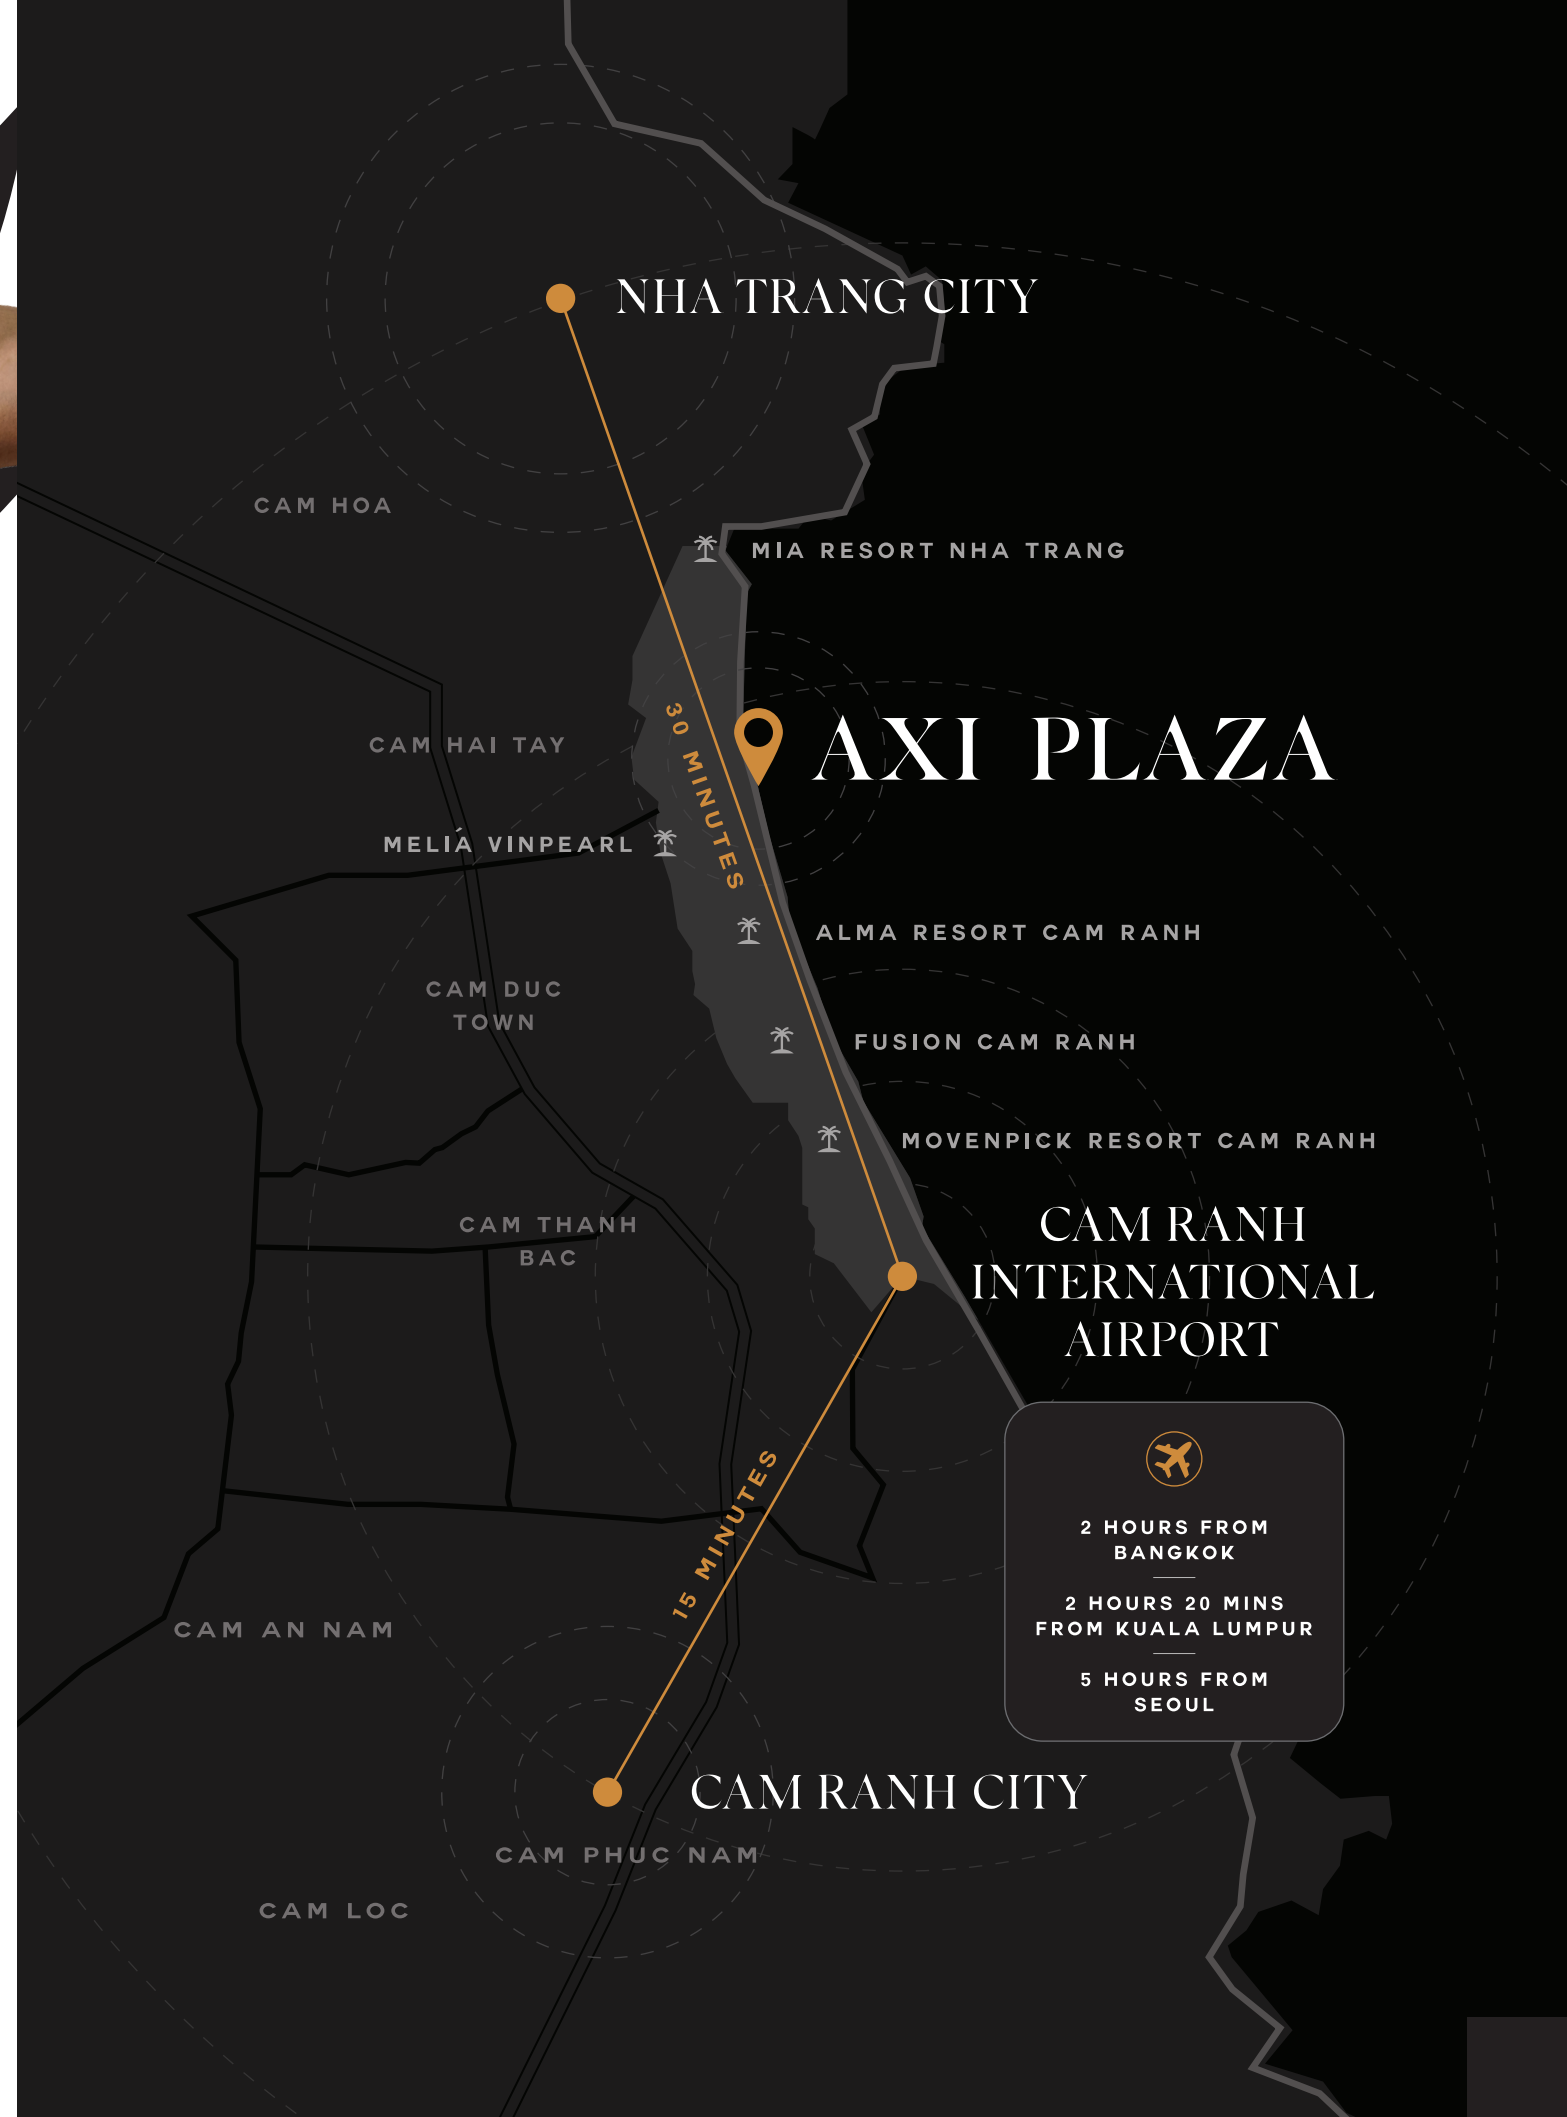 NHA TRANG CITY
CAM HOA
MIA RESORT NHA TRANG
30 MINUTES
AXI PLAZA
CAM HAI TAY
MELIÁ VINPEARL
ALMA RESORT CAM RANH
CAM DUC
TOWN
FUSION CAM RANH
MOVENPICK RESORT CAM RANH
CAM THANH
BAC
CAM RANH
INTERNATIONAL
AIRPORT
15 MINUTES
2 HOURS FROM
BANGKOK
2 HOURS 20 MINS
FROM KUALA LUMPUR
5 HOURS FROM
SEOUL
CAM AN NAM
CAM RANH CITY
CAM PHUC NAM
CAM LOC